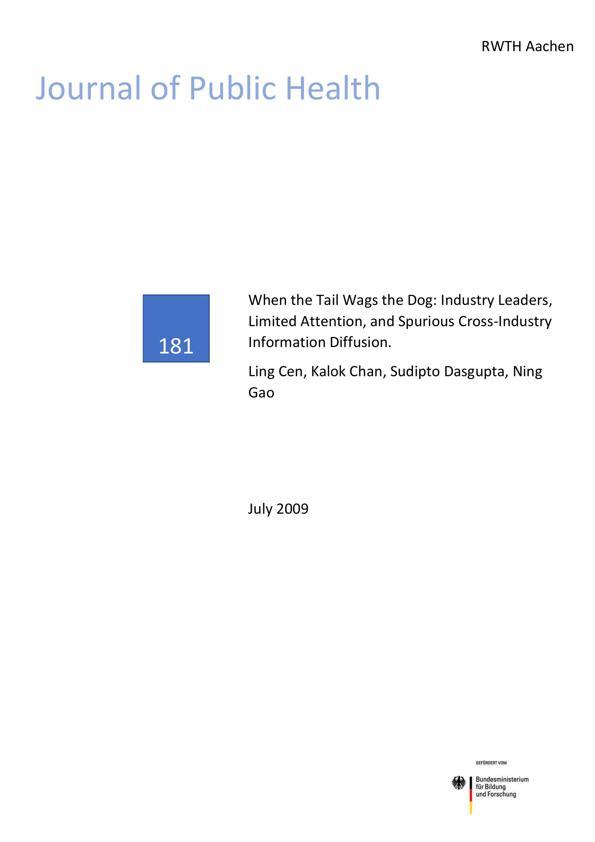 RWTH Aachen
Journal of Public Health
When the Tail Wags the Dog: Industry Leaders,
Limited Attention, and Spurious Cross-Industry
Information Diffusion.
181
Ling Cen, Kalok Chan, Sudipto Dasgupta, Ning
Gao
July 2009
GEFÖRDERT VOM
Bundesministerium
für Bildung
und Forschung